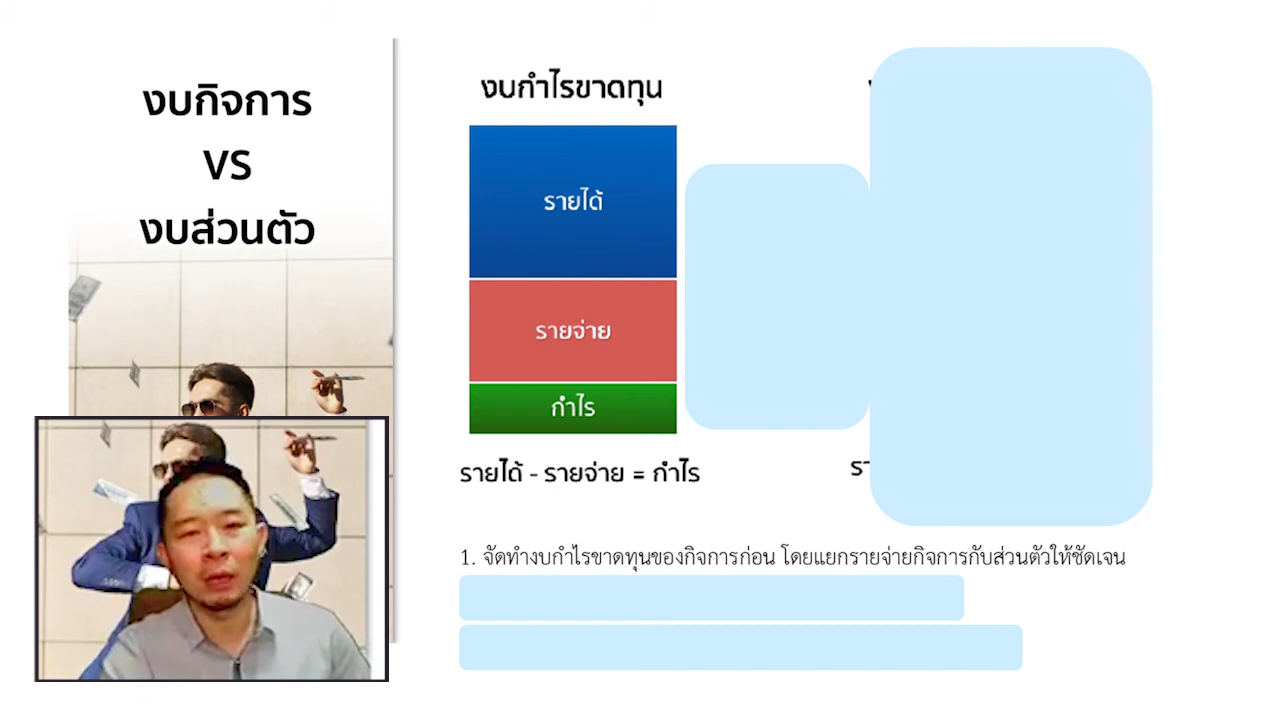 งบกิจการ
VS
งบส่วนตัว
งบกำไรขาดทุน
รายได้
รายจ่าย
กำไร
รายได้ - รายจ่าย = กำไร
1. จัดทำงบกำไรขาดทุนของกิจการก่อน โดยแยกรายจ่ายกิจการกับส่วนตัวให้ชัดเจน